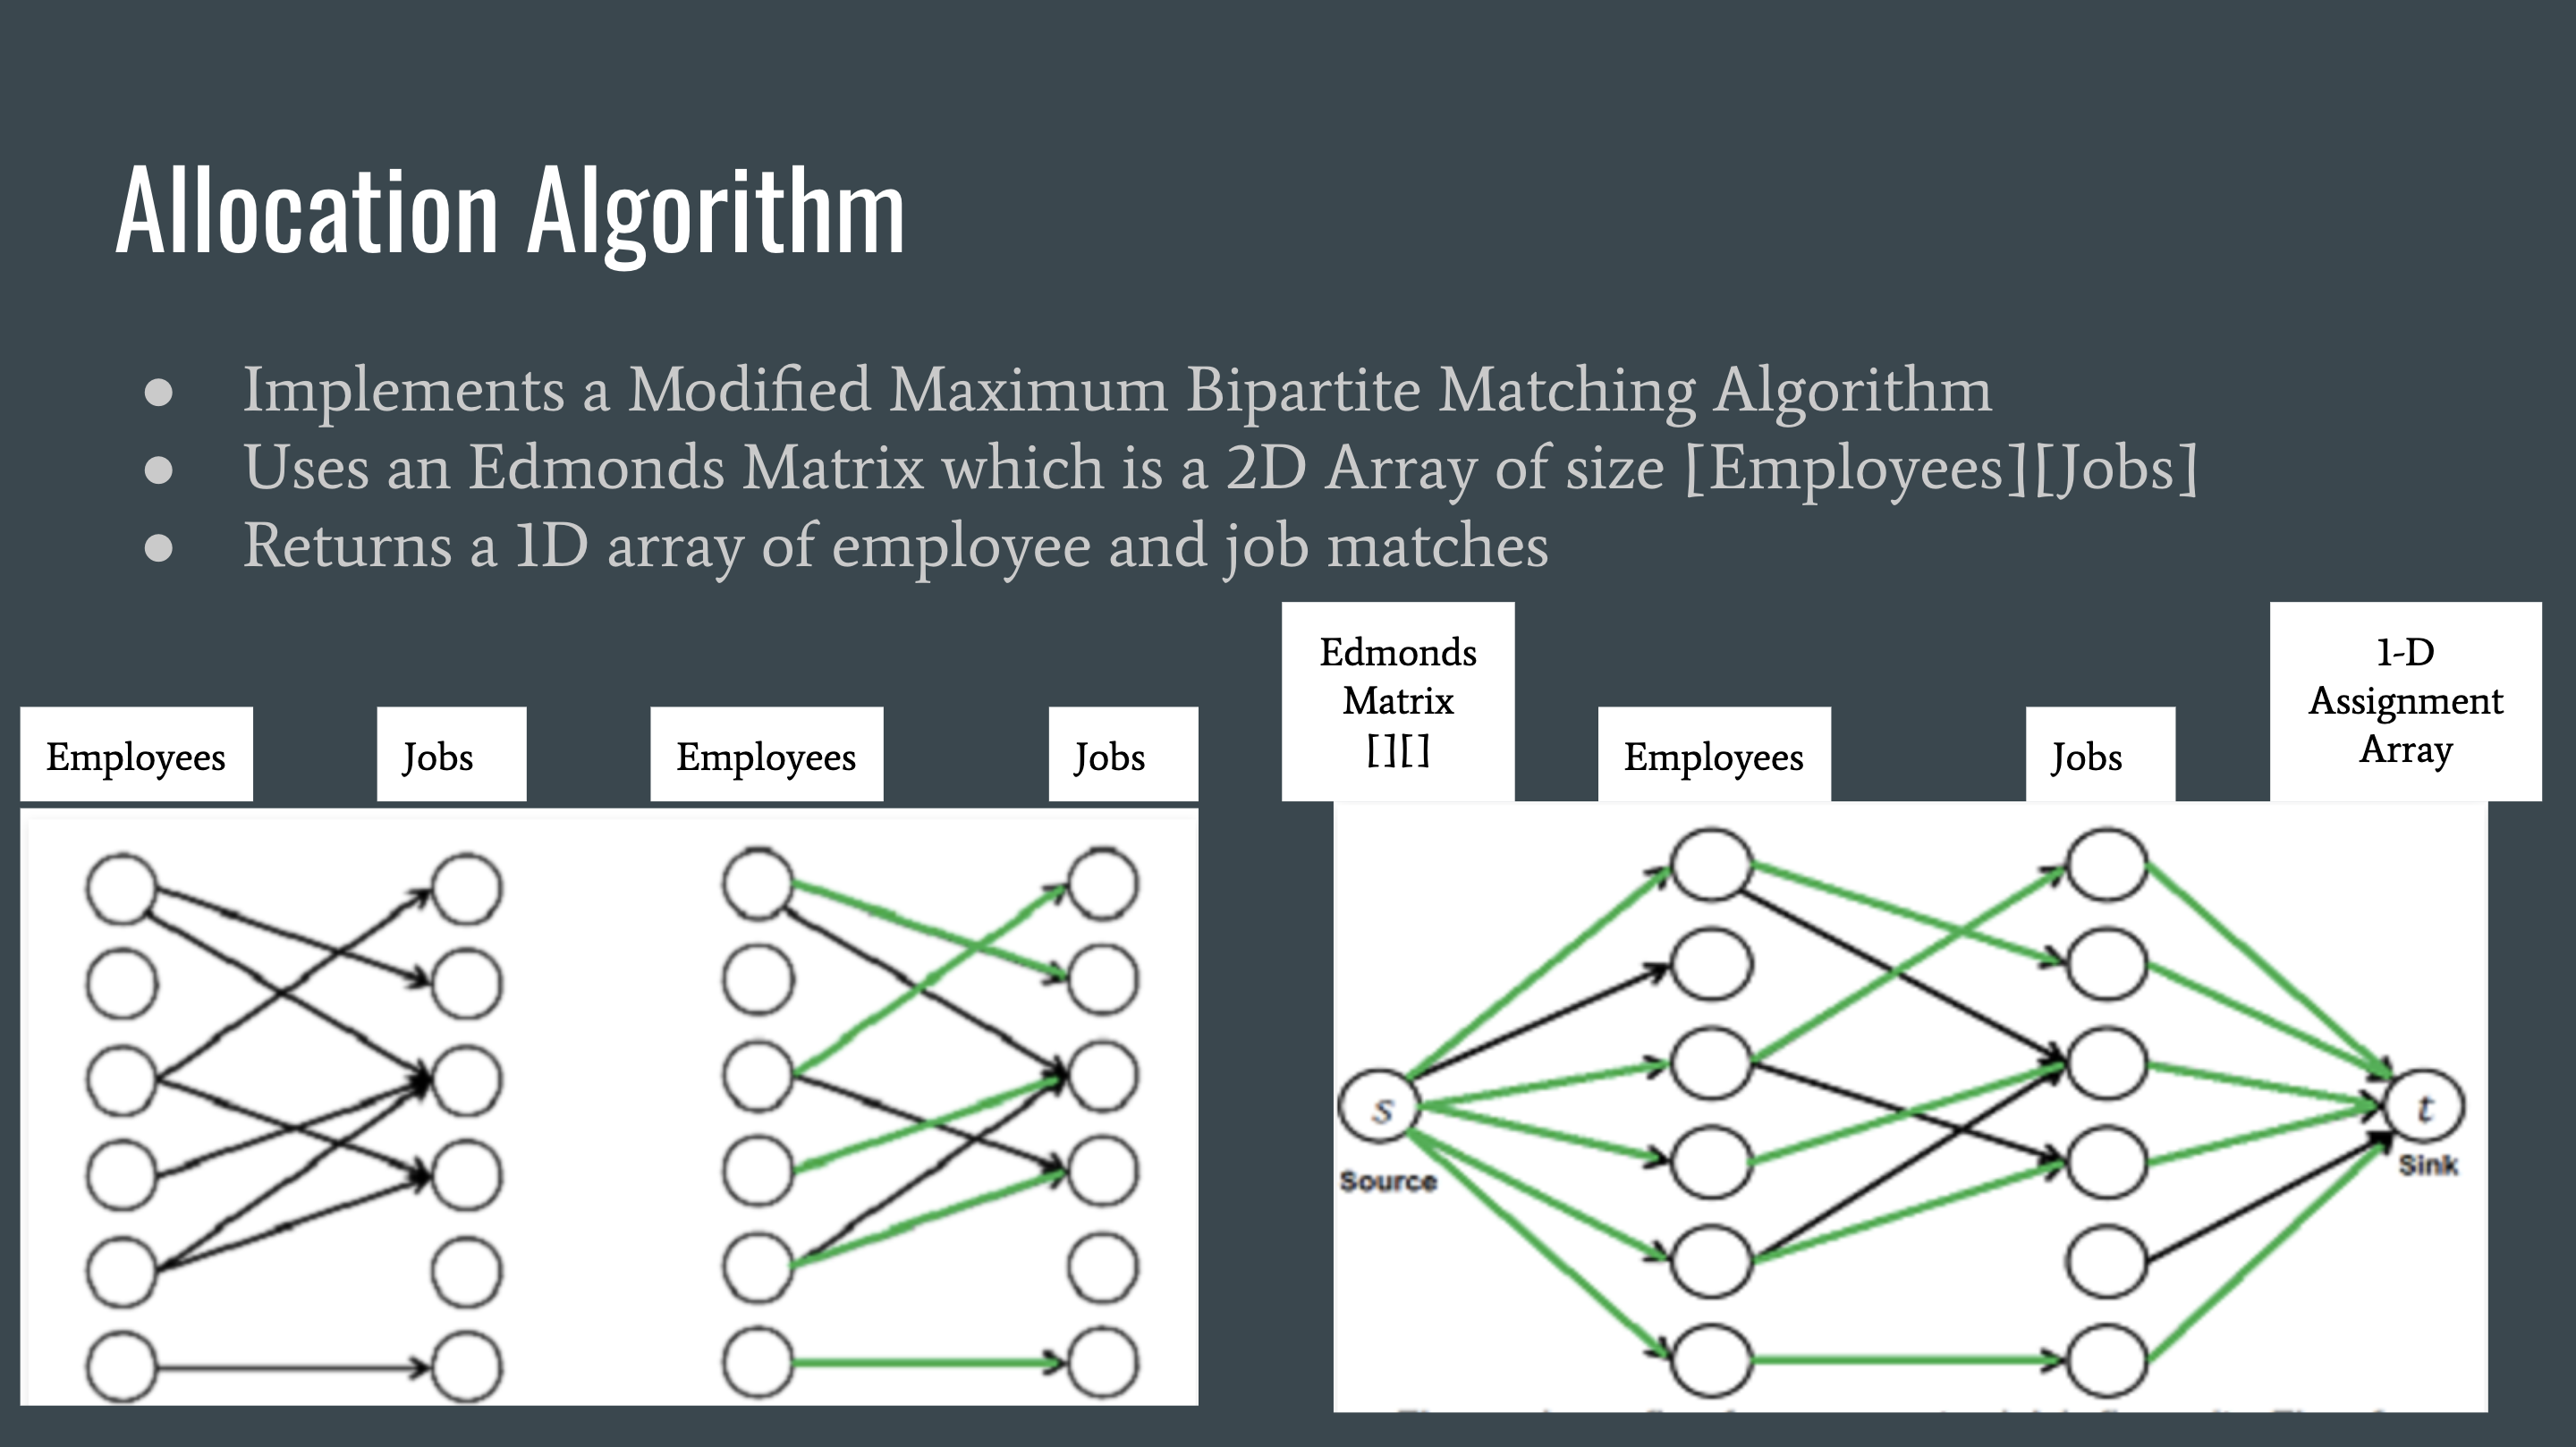 Allocation Algorithm
● Implements a Modified Maximum Bipartite Matching Algorithm
● Uses an Edmonds Matrix which is a 2D Array of size [Employees][Jobs]
● Returns a 1D array of employee and job matches
Employees
Jobs
Employees
Jobs
Edmonds
Matrix
[][]
Employees
Jobs
1-D
Assignment
Array
s
Source
t
Sink